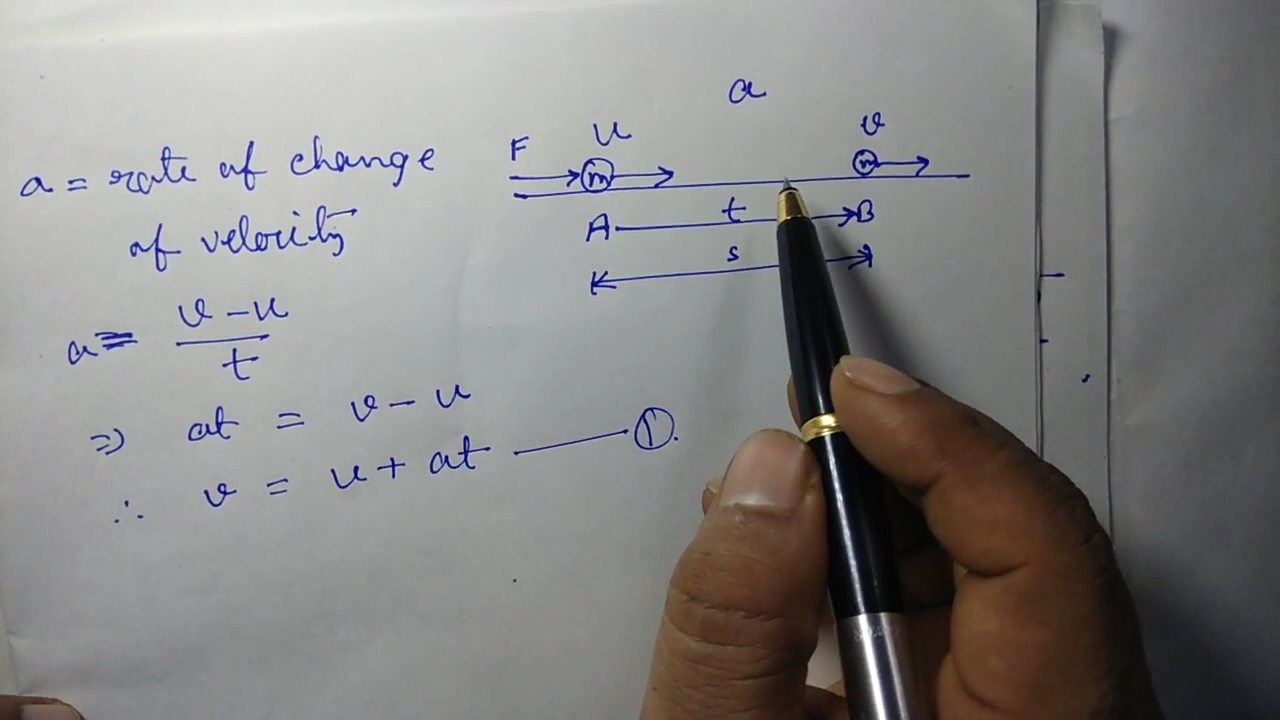 a
F u v
m m
a = rate of change
of velocity
A t B
s
a = v - u / t
⇒ at = v - u
∴ v = u + at —— ①.